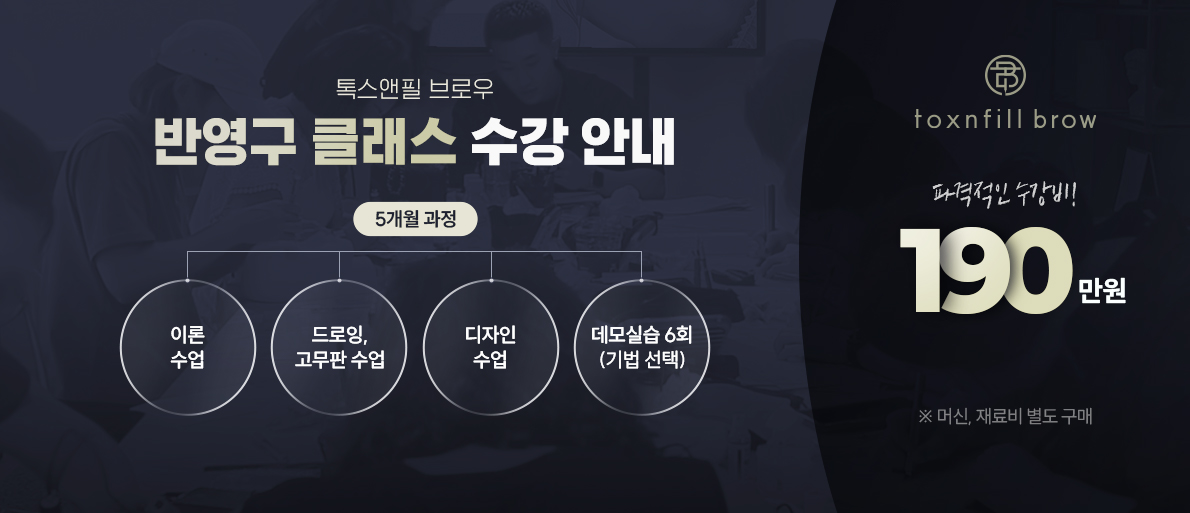 톡스앤필 브로우
반영구 클래스 수강 안내
5개월 과정
이론
수업
드로잉,
고무판 수업
디자인
수업
데모실습 6회
(기법 선택)
toxnfill brow
파격적인 수강비!
190만원
※ 머신, 재료비 별도 구매